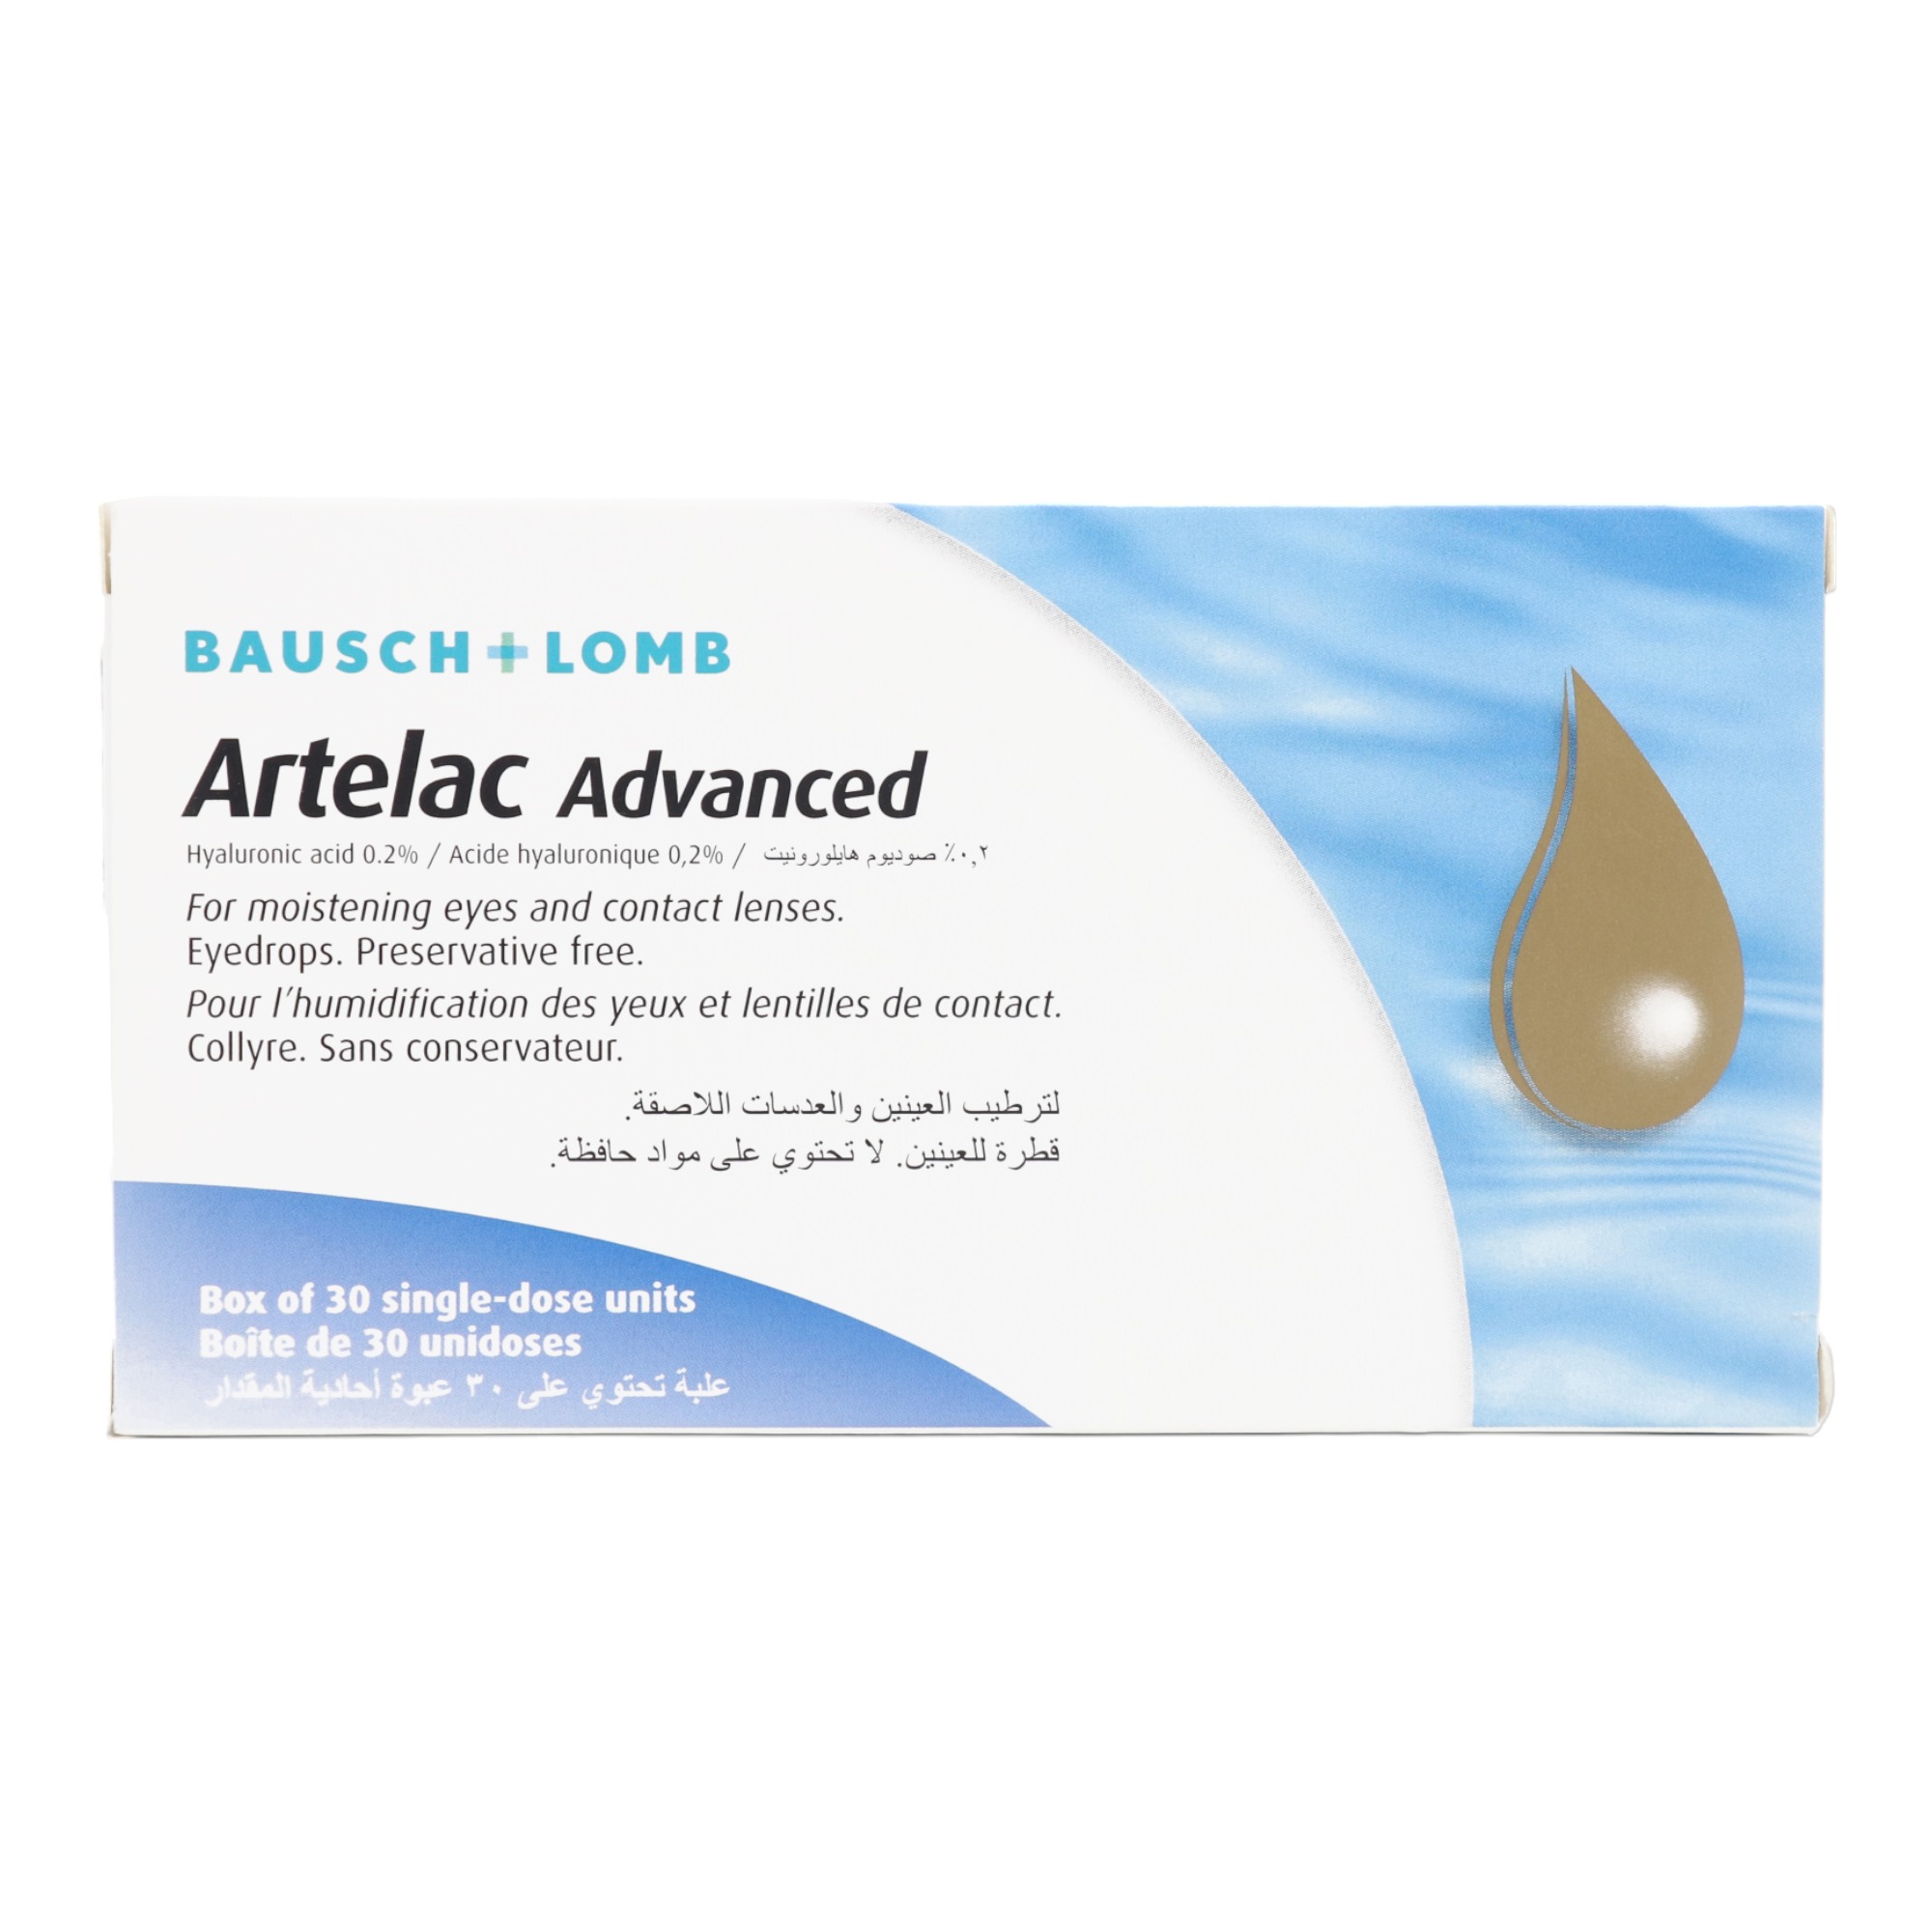 BAUSCH + LOMB
Artelac Advanced
Hyaluronic acid 0.2% / Acide hyaluronique 0,2% / ٠,٢٪ صوديوم هايلورونيت
For moistening eyes and contact lenses.
Eyedrops. Preservative free.
Pour l'humidification des yeux et lentilles de contact.
Collyre. Sans conservateur.
لترطيب العينين والعدسات اللاصقة.
قطرة للعينين. لا تحتوي على مواد حافظة.
Box of 30 single-dose units
Boîte de 30 unidoses
علبة تحتوي على ٣٠ عبوة أحادية المقدار